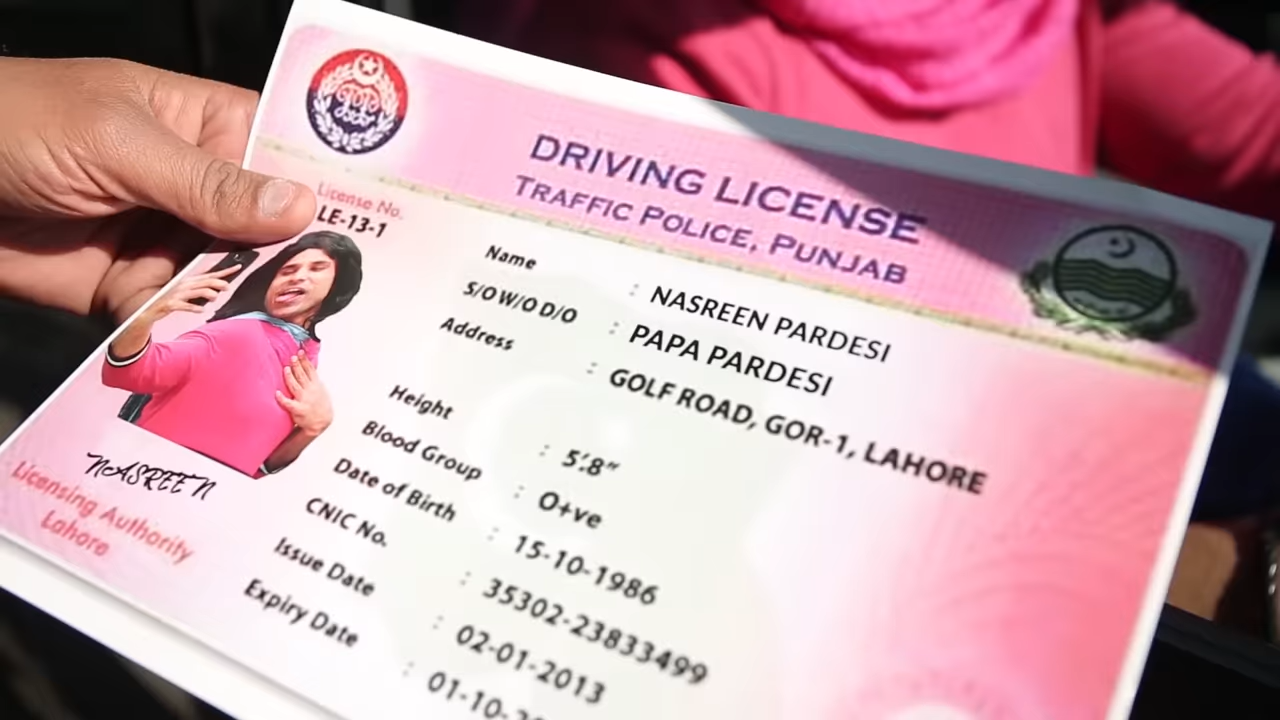 DRIVING LICENSE
TRAFFIC POLICE, PUNJAB
License No.
LE-13-1
Name : NASREEN PARDESI
S/O W/O D/O : PAPA PARDESI
Address : GOLF ROAD, GOR-1, LAHORE
Height : 5'.8"
Blood Group : O+ve
Date of Birth : 15-10-1986
CNIC No. : 35302-23833499
Issue Date : 02-01-2013
Expiry Date : 01-10-
NASREEN
Licensing Authority
Lahore